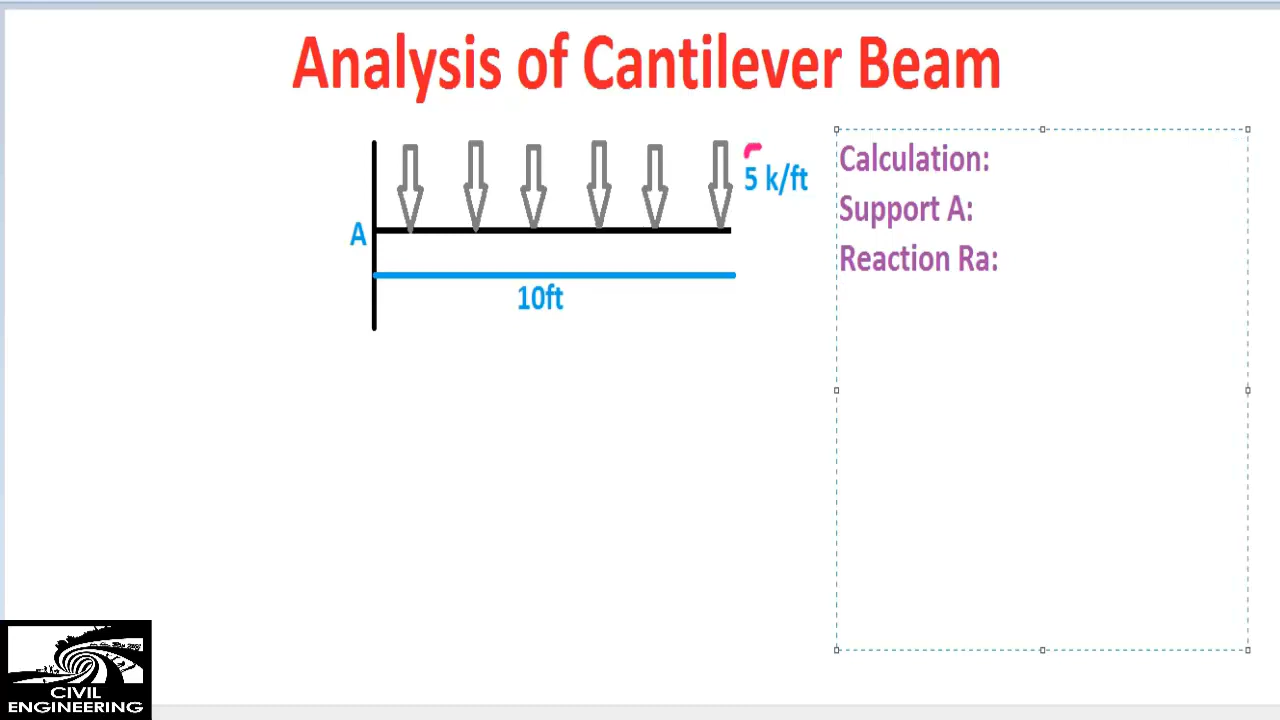 Analysis of Cantilever Beam
5 k/ft
A
10ft
Calculation:
Support A:
Reaction Ra:
CIVIL
ENGINEERING